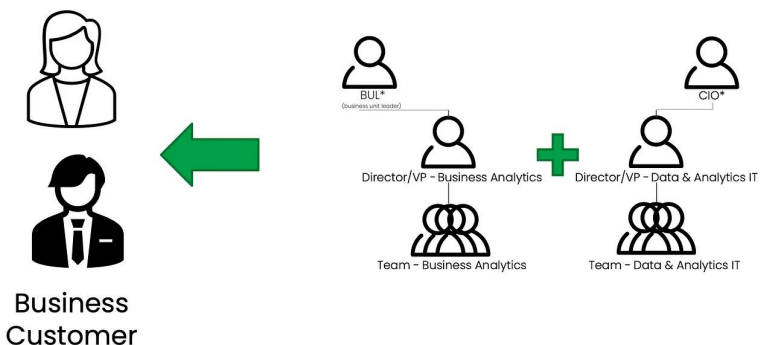 BUL*
(business unit leader)
CIO*
Director/VP - Business Analytics
Director/VP - Data & Analytics IT
Team - Business Analytics
Team - Data & Analytics IT
Business
Customer